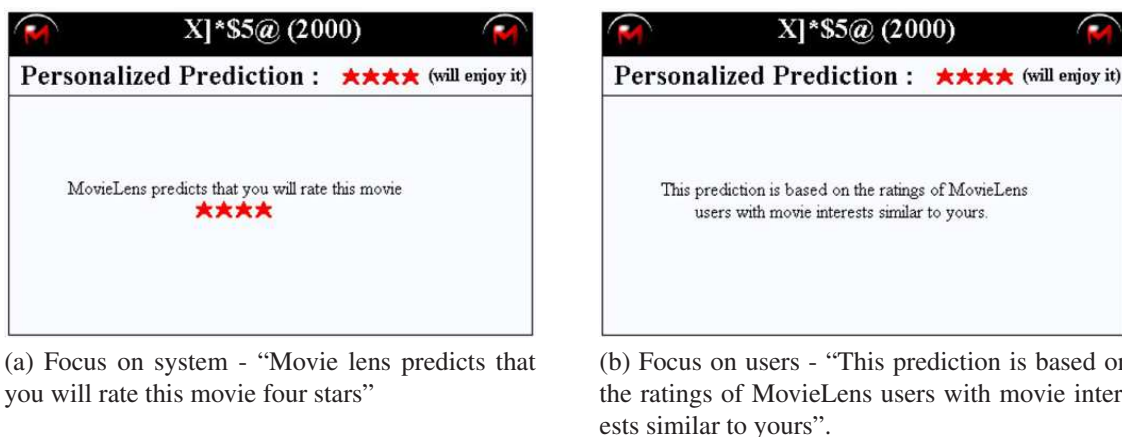 X]*$5@ (2000)
Personalized Prediction : ★★★★ (will enjoy it)
MovieLens predicts that you will rate this movie
★★★★
(a) Focus on system - “Movie lens predicts that
you will rate this movie four stars”
X]*$5@ (2000)
Personalized Prediction : ★★★★ (will enjoy it)
This prediction is based on the ratings of MovieLens
users with movie interests similar to yours.
(b) Focus on users - “This prediction is based on
the ratings of MovieLens users with movie inter-
ests similar to yours”.